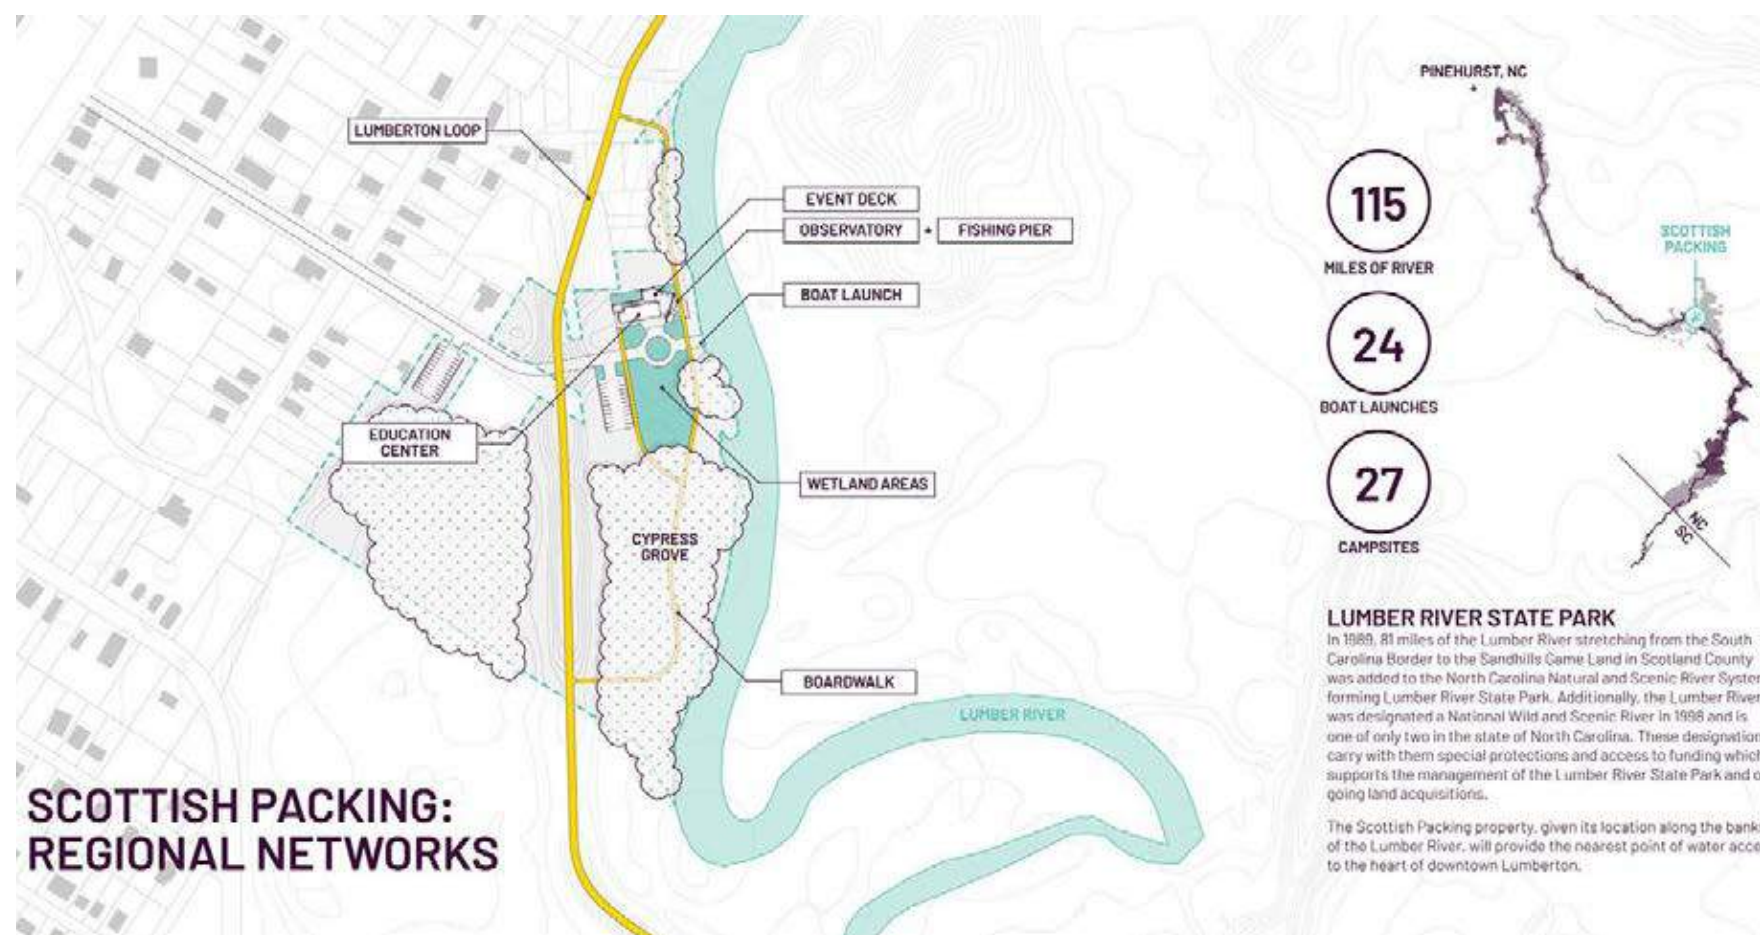 PINEHURST, NC
LUMBERTON LOOP
EVENT DECK
OBSERVATORY + FISHING PIER
BOAT LAUNCH
EDUCATION
CENTER
WETLAND AREAS
CYPRESS
GROVE
BOARDWALK
LUMBER RIVER
SCOTTISH PACKING:
REGIONAL NETWORKS
115
MILES OF RIVER
24
BOAT LAUNCHES
27
CAMPSITES
SCOTTISH
PACKING
NC
SC
LUMBER RIVER STATE PARK
In 1989, 81 miles of the Lumber River stretching from the South
Carolina Border to the Sandhills Game Land in Scotland County
was added to the North Carolina Natural and Scenic River System
forming Lumber River State Park. Additionally, the Lumber River
was designated a National Wild and Scenic River in 1998 and is
one of only two in the state of North Carolina. These designation
carry with them special protections and access to funding which
supports the management of the Lumber River State Park and o
going land acquisitions.
The Scottish Packing property, given its location along the bank
of the Lumber River, will provide the nearest point of water acce
to the heart of downtown Lumberton.